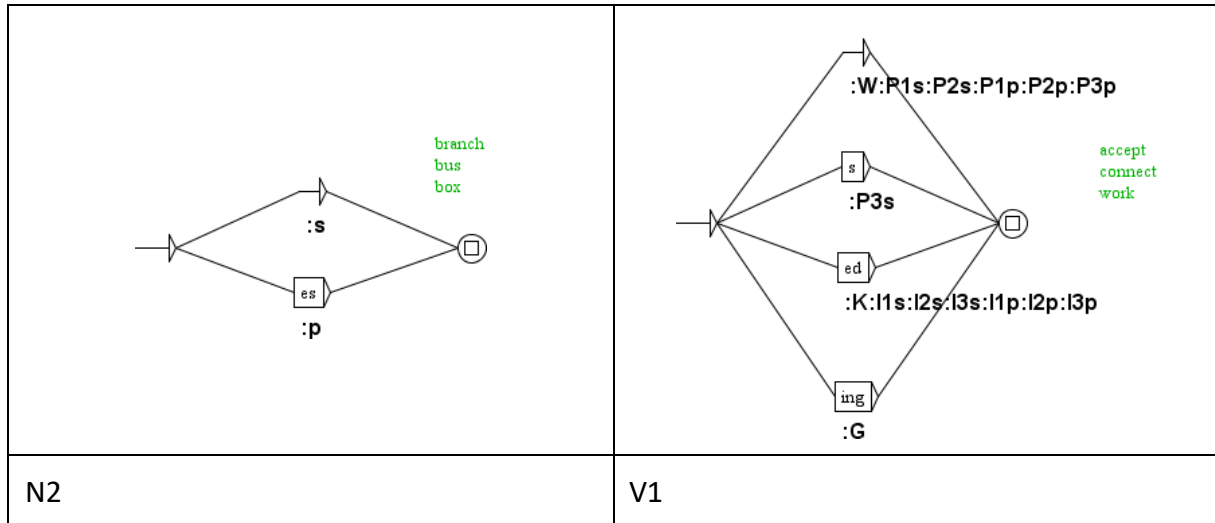 branch
bus
box
:s
es
:p
N2
:W:P1s:P2s:P1p:P2p:P3p
s
:P3s
accept
connect
work
ed
:K:I1s:I2s:I3s:I1p:I2p:I3p
ing
:G
V1